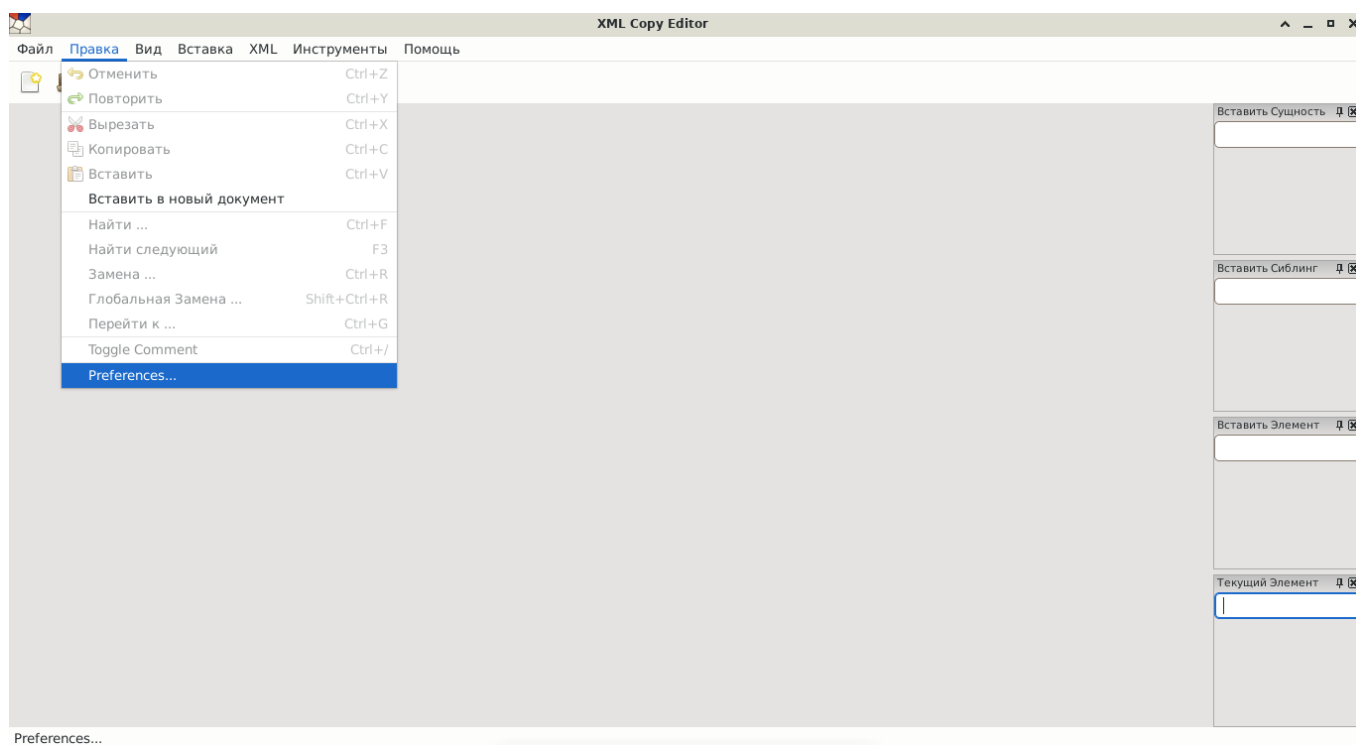 XML Copy Editor
Файл Правка Вид Вставка XML Инструменты Помощь
Отменить Ctrl+Z
Повторить Ctrl+Y
Вырезать Ctrl+X
Копировать Ctrl+C
Вставить Ctrl+V
Вставить в новый документ
Найти ... Ctrl+F
Найти следующий F3
Замена ... Ctrl+R
Глобальная Замена ... Shift+Ctrl+R
Перейти к ... Ctrl+G
Toggle Comment Ctrl+/
Preferences...
Вставить Сущность
Вставить Сиблинг
Вставить Элемент
Текущий Элемент
Preferences...